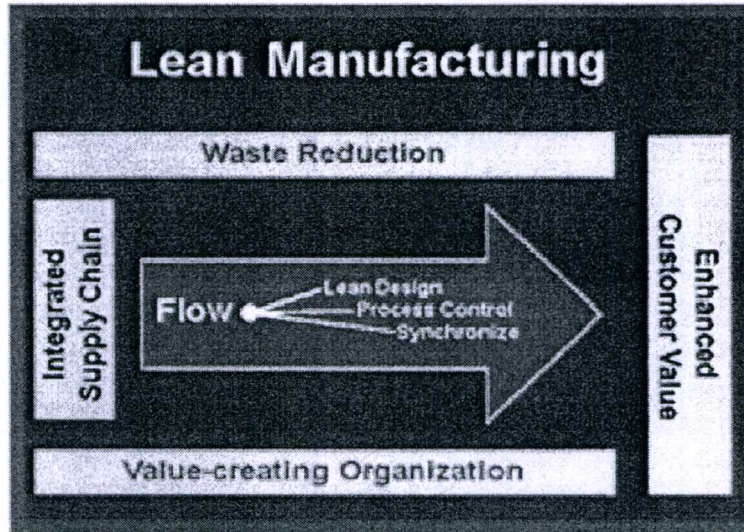 Lean Manufacturing
Waste Reduction
Integrated
Supply Chain
Flow
Lean Design
Process Control
Synchronize
Enhanced
Customer Value
Value-creating Organization